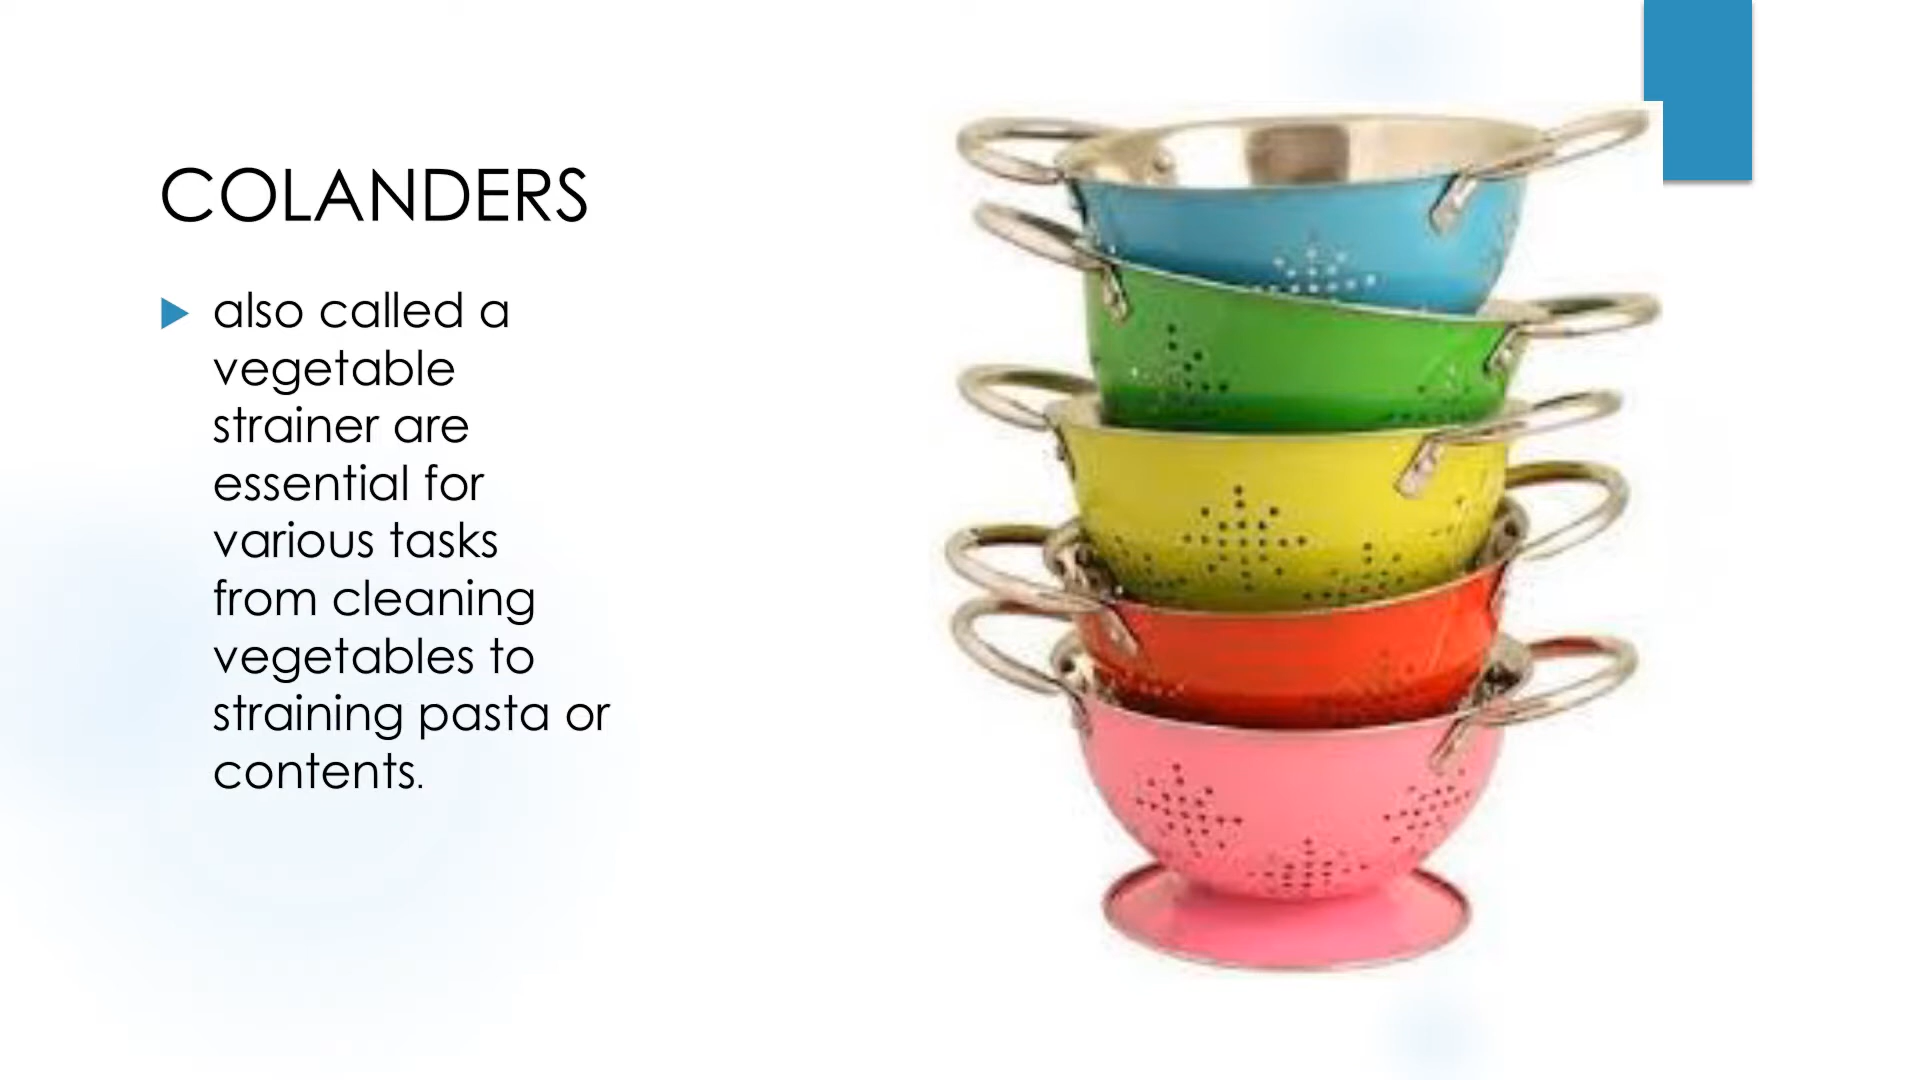 COLANDERS
also called a
vegetable
strainer are
essential for
various tasks
from cleaning
vegetables to
straining pasta or
contents.